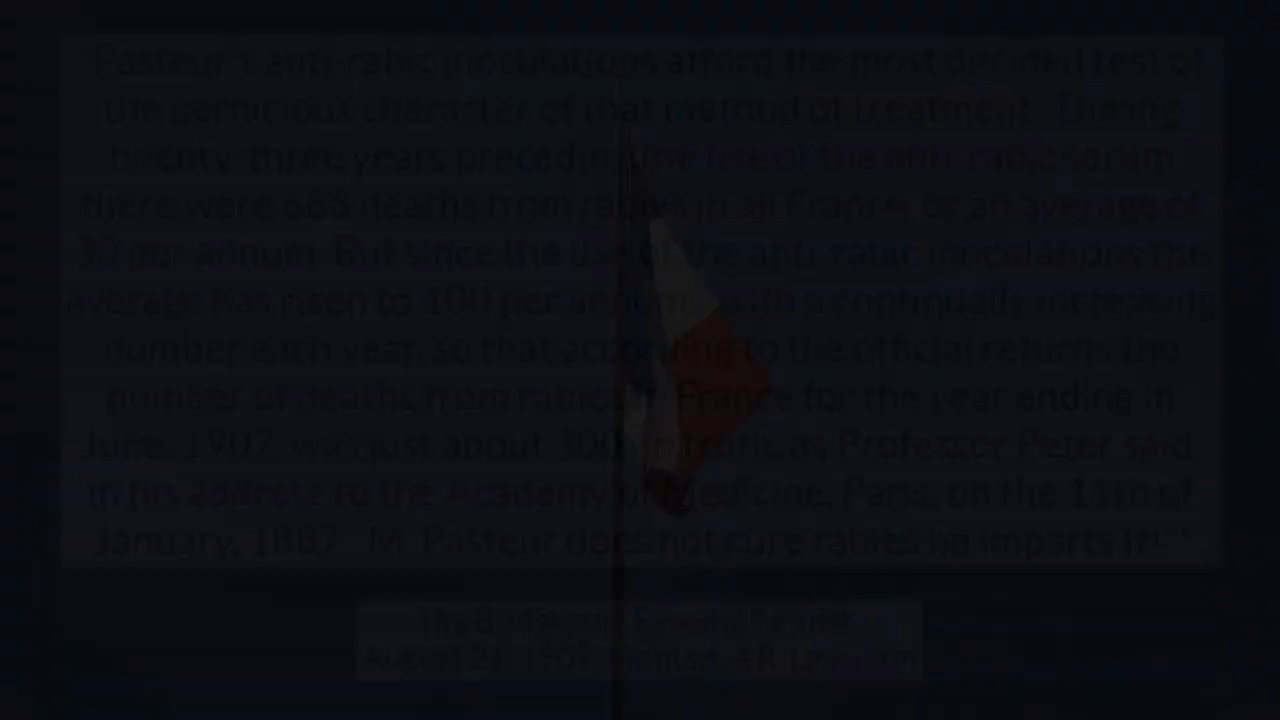 Pasteur's anti-rabic inoculations afford the most decided test of
the pernicious character of that method of treatment. During
twenty-three years preceding the use of the anti-rabic serum
there were 685 deaths from rabies in all France, or an average of
30 per annum. But since the use of the anti-rabic inoculations the
average has risen to 100 per annum, with a continually increasing
number each year, so that according to the official returns the
number of deaths from rabies in France for the year ending in
June, 1907, was just about 300. In truth, as Professor Peter said
in his address to the Academy of Medicine, Paris, on the 11th of
January, 1887, "M. Pasteur does not cure rabies he imparts it!"
The Evening
August 21, 1909, Monday,